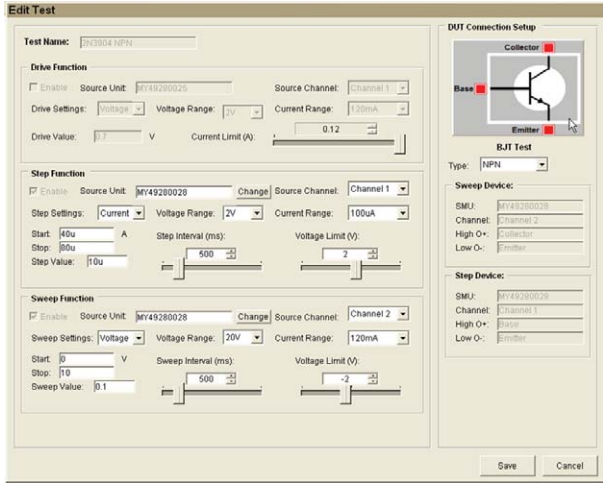 Edit Test
Test Name: 2N3904 NPN
Drive Function
Enable Source Unit: MY49280025 Source Channel: Channel 1
Drive Settings: Voltage Voltage Range: 2V Current Range: 120mA
Drive Value: 0.7 V Current Limit (A): 0.12
Step Function
Enable Source Unit: MY49280028 Change Source Channel: Channel 1
Step Settings: Current Voltage Range: 2V Current Range: 100uA
Start: 40u A Step Interval (ms): Voltage Limit (V):
Stop: 80u 500 2
Step Value: 10u
Sweep Function
Enable Source Unit: MY49280028 Change Source Channel: Channel 2
Sweep Settings: Voltage Voltage Range: 20V Current Range: 120mA
Start: 0 V Sweep Interval (ms): Voltage Limit (V):
Stop: 10 500 -2
Sweep Value: 0.1
DUT Connection Setup
Collector
Base
Emitter
BJT Test
Type: NPN
Sweep Device:
SMU: MY49280028
Channel: Channel 2
High O+: Collector
Low O-: Emitter
Step Device:
SMU: MY49280028
Channel: Channel 1
High O+: Base
Low O-: Emitter
Save Cancel